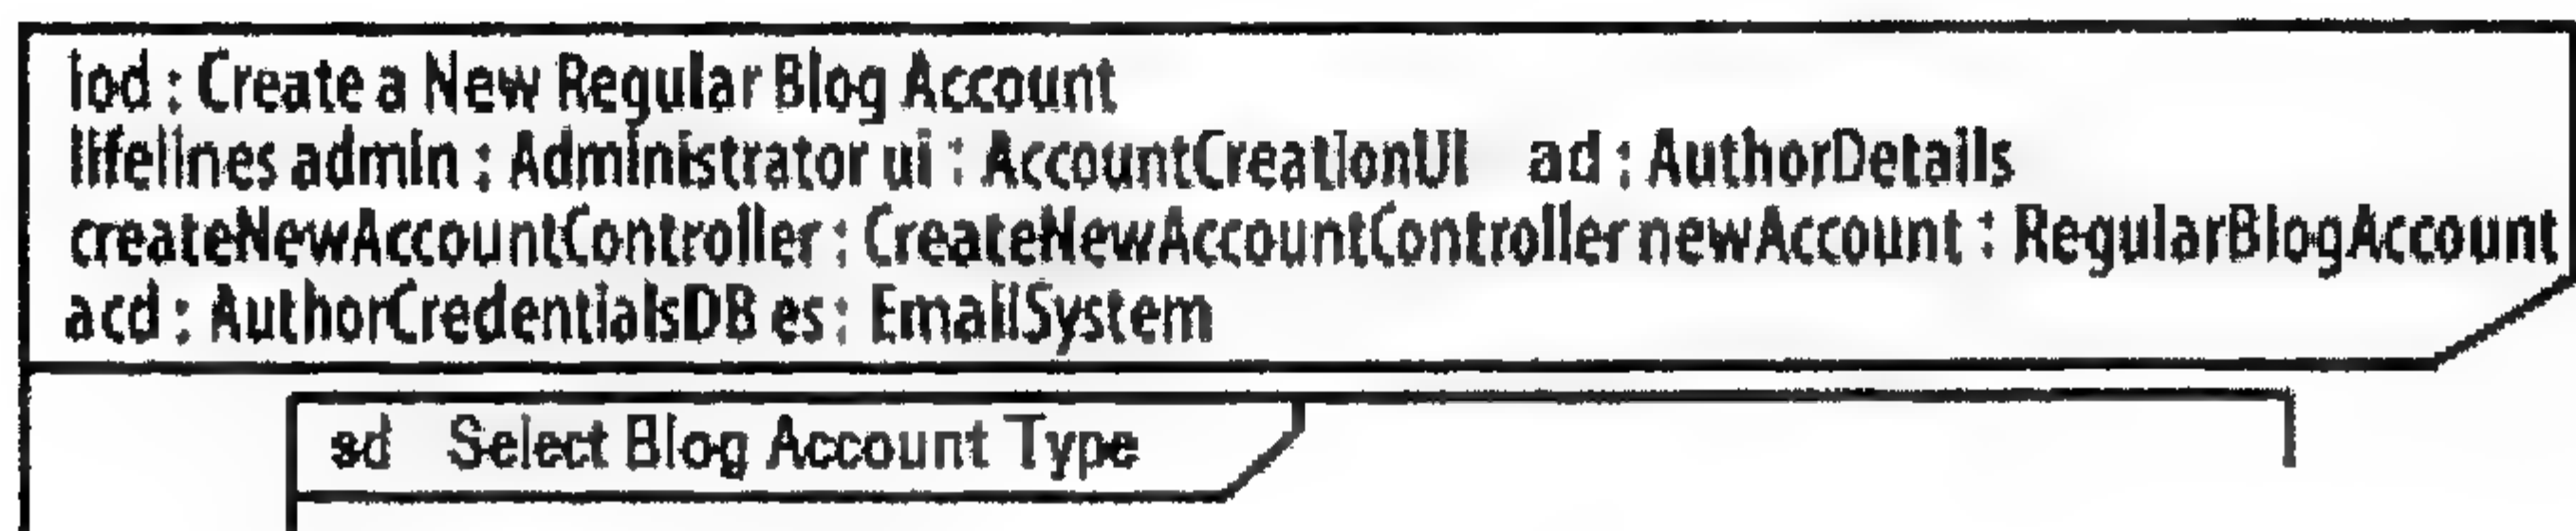 iod : Create a New Regular Blog Account
lifelines admin : Administrator ui : AccountCreationUI ad : AuthorDetails
createNewAccountController : CreateNewAccountController newAccount : RegularBlogAccount
acd : AuthorCredentialsDB es : EmailSystem
sd Select Blog Account Type